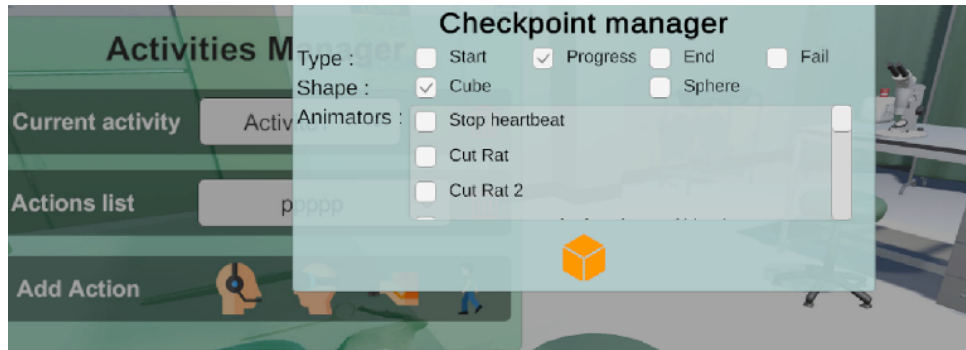 Checkpoint manager
Activities Manager
Type :
Start
Progress
End
Fail
Shape :
Cube
Sphere
Current activity
Animators :
Stop heartbeat
Cut Rat
Cut Rat 2
Actions list
ppppp
Add Action